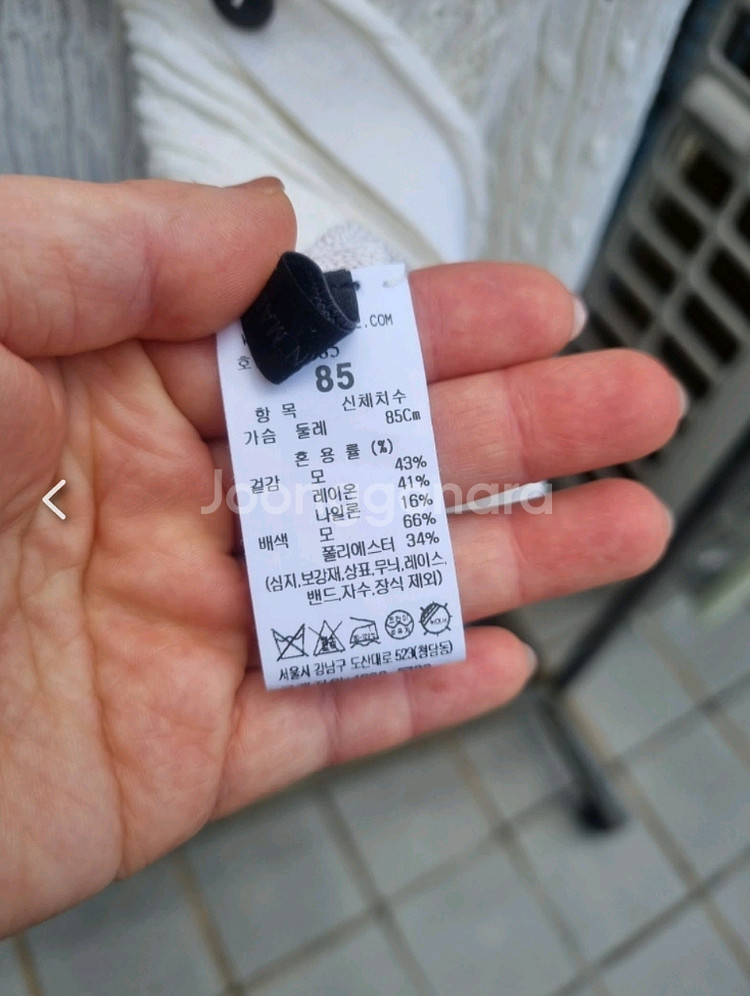 .COM
호
85
항 목 신체치수
가슴 둘레 85Cm
혼 용 률 (%)
겉감 모 43%
레이온 41%
나일론 16%
배색 모 66%
폴리에스터 34%
(심지,보강재,상표,무늬,레이스,
밴드,자수,장식 제외)
서울시 강남구 도산대로 523(청담동)
Joonggonara